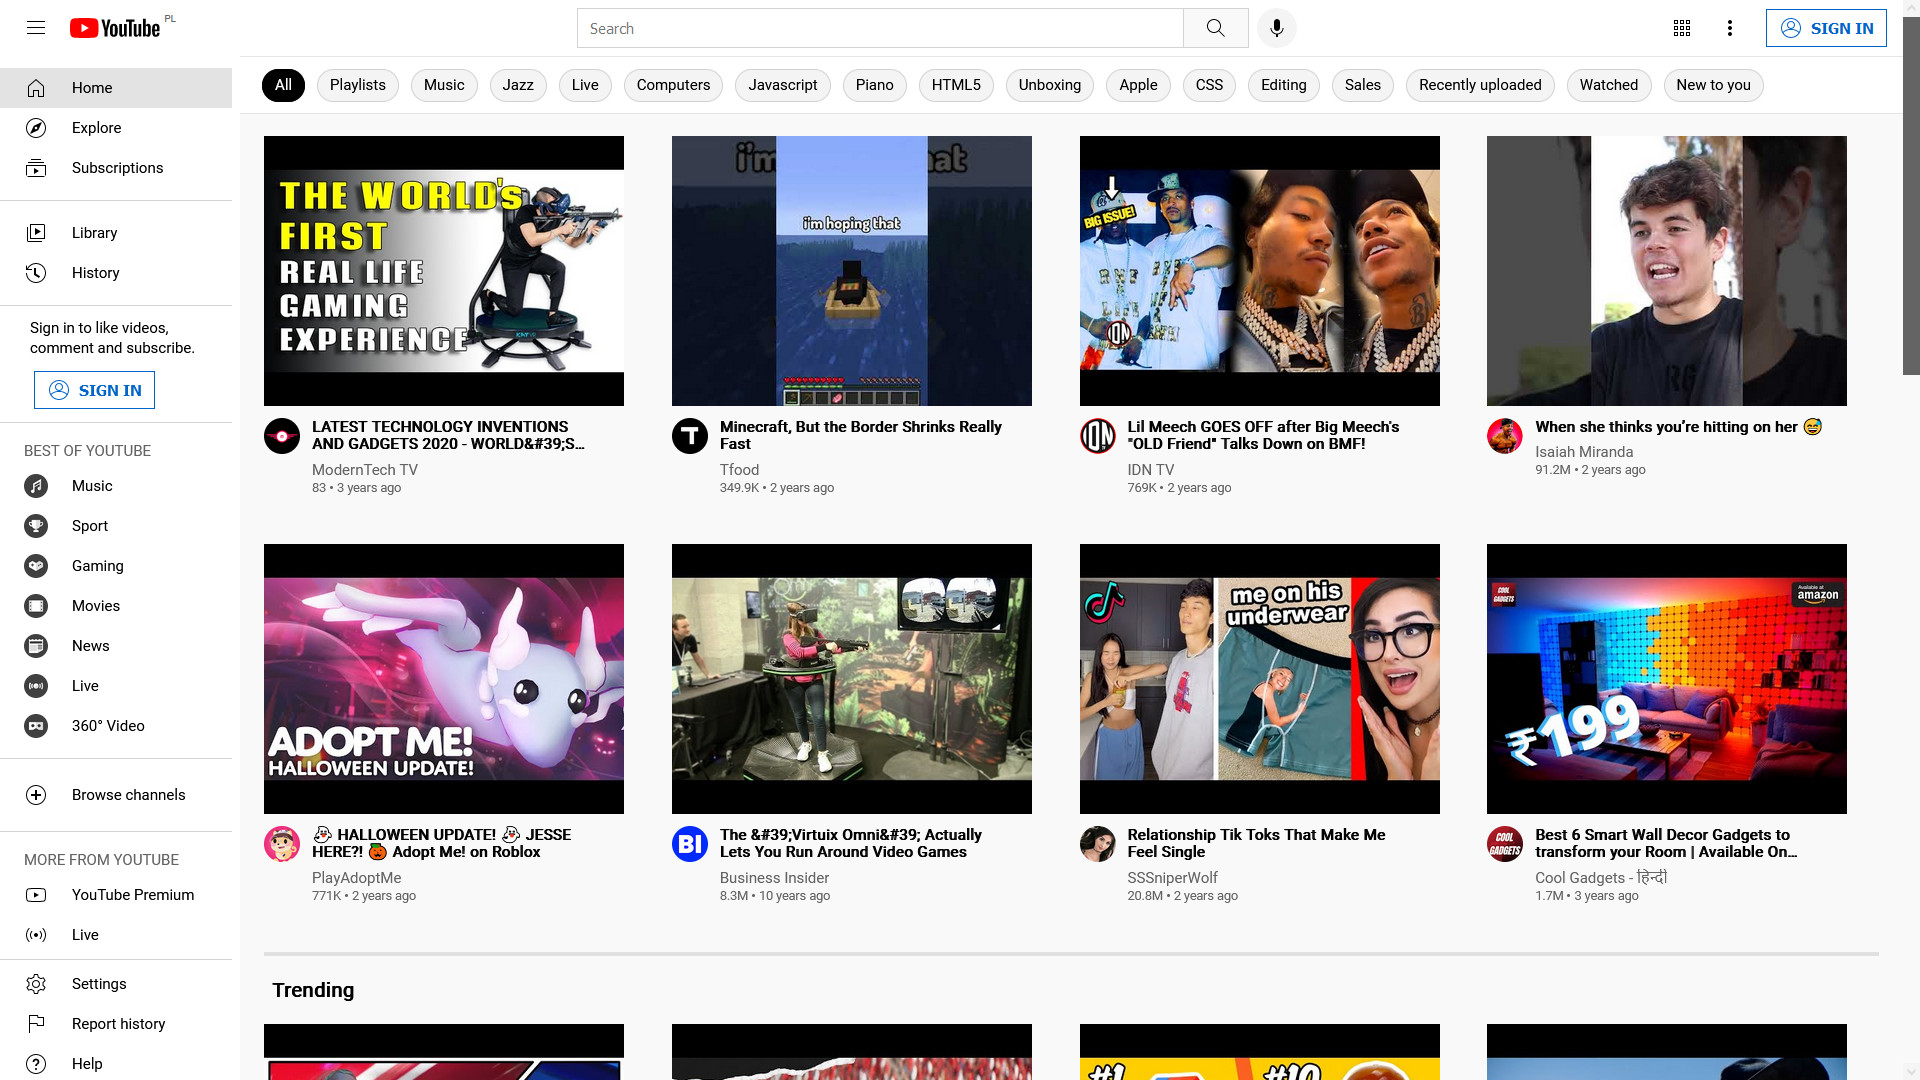 YouTube PL
Search
SIGN IN
Home
Explore
Subscriptions
Library
History
Sign in to like videos,
comment and subscribe.
SIGN IN
BEST OF YOUTUBE
Music
Sport
Gaming
Movies
News
Live
360° Video
Browse channels
MORE FROM YOUTUBE
YouTube Premium
Live
Settings
Report history
Help
All
Playlists
Music
Jazz
Live
Computers
Javascript
Piano
HTML5
Unboxing
Apple
CSS
Editing
Sales
Recently uploaded
Watched
New to you
THE WORLD'S
FIRST
REAL LIFE
GAMING
EXPERIENCE
LATEST TECHNOLOGY INVENTIONS
AND GADGETS 2020 - WORLD&#39;S...
ModernTech TV
83 • 3 years ago
i'm hoping that
T
Minecraft, But the Border Shrinks Really
Fast
Tfood
349.9K • 2 years ago
BIG ISSUE!
IDN
IDN
Lil Meech GOES OFF after Big Meech's
"OLD Friend" Talks Down on BMF!
IDN TV
769K • 2 years ago
When she thinks you’re hitting on her 😅
Isaiah Miranda
91.2M • 2 years ago
ADOPT ME!
HALLOWEEN UPDATE!
👻 HALLOWEEN UPDATE! 👻 JESSE
HERE?! 🎃 Adopt Me! on Roblox
PlayAdoptMe
771K • 2 years ago
BI
The &#39;Virtuix Omni&#39; Actually
Lets You Run Around Video Games
Business Insider
8.3M • 10 years ago
me on his
underwear
Relationship Tik Toks That Make Me
Feel Single
SSSniperWolf
20.8M • 2 years ago
COOL
GADGETS
Available at
amazon
₹199
COOL
GADGETS
Best 6 Smart Wall Decor Gadgets to
transform your Room | Available On...
Cool Gadgets - हिन्दी
1.7M • 3 years ago
Trending
#1
#10